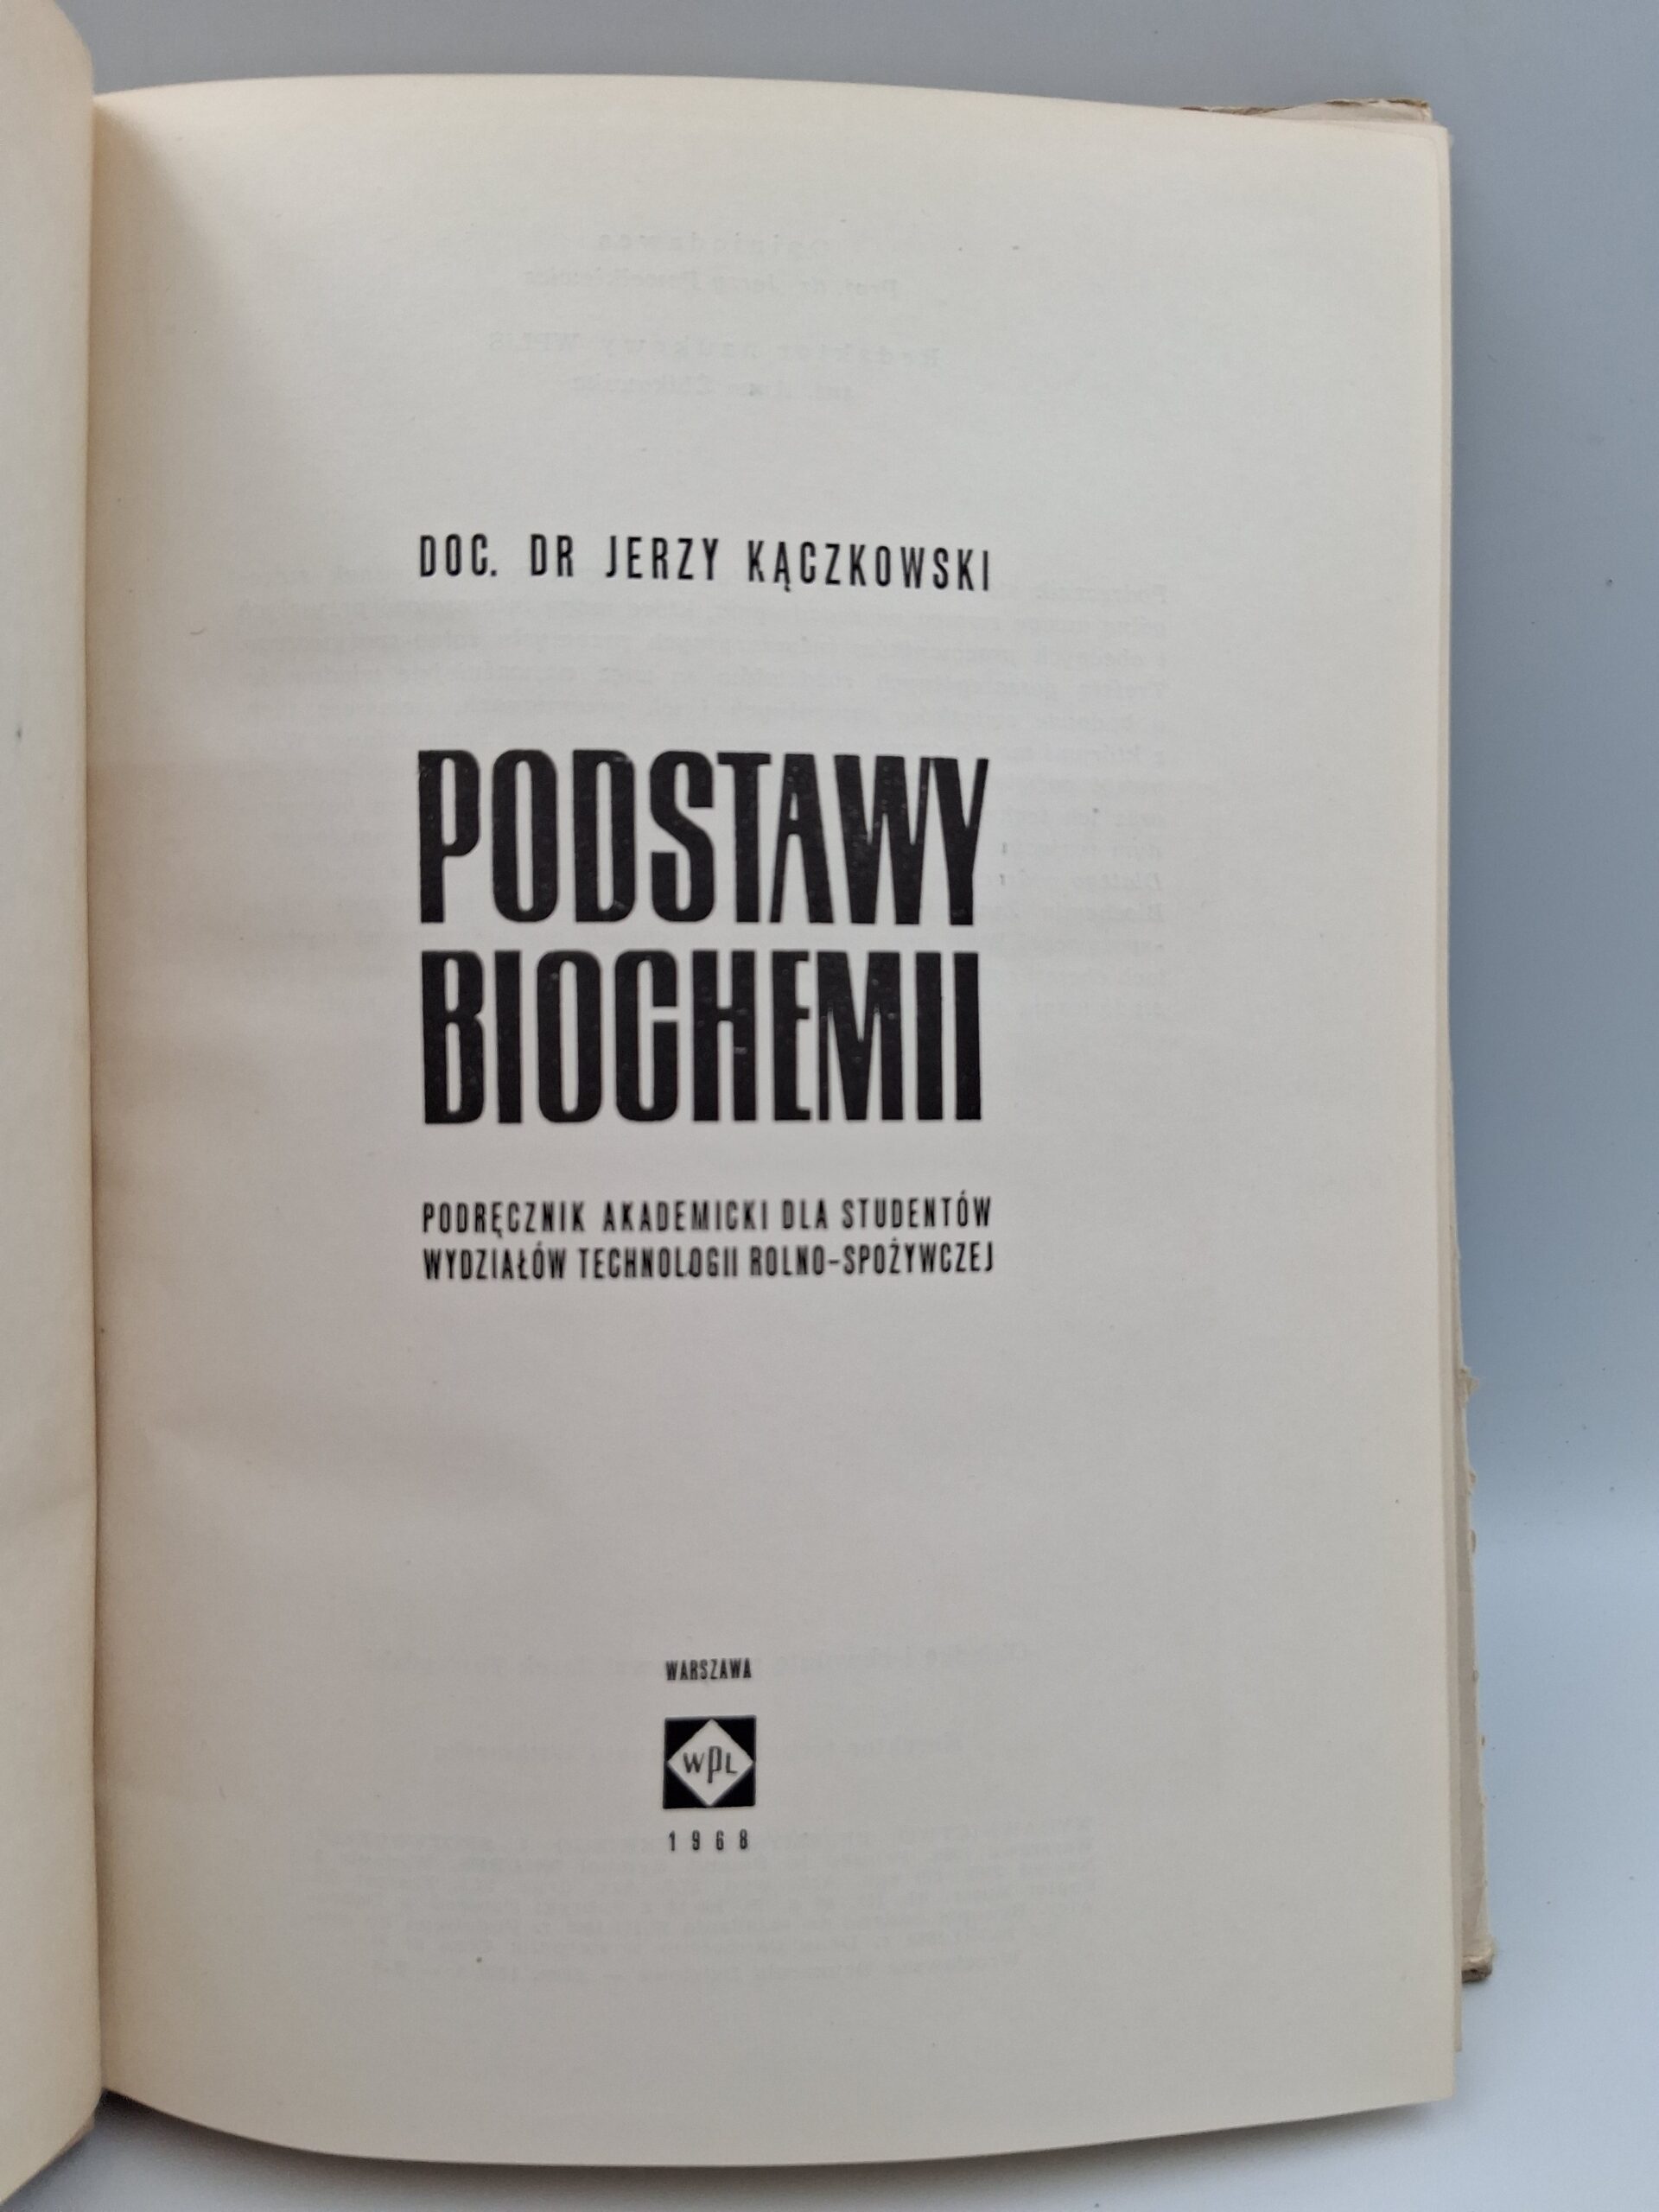 DOC. DR JERZY KĄCZKOWSKI
PODSTAWY
BIOCHEMII
PODRĘCZNIK AKADEMICKI DLA STUDENTÓW
WYDZIAŁÓW TECHNOLOGII ROLNO-SPOŻYWCZEJ
WARSZAWA
WPL
1968